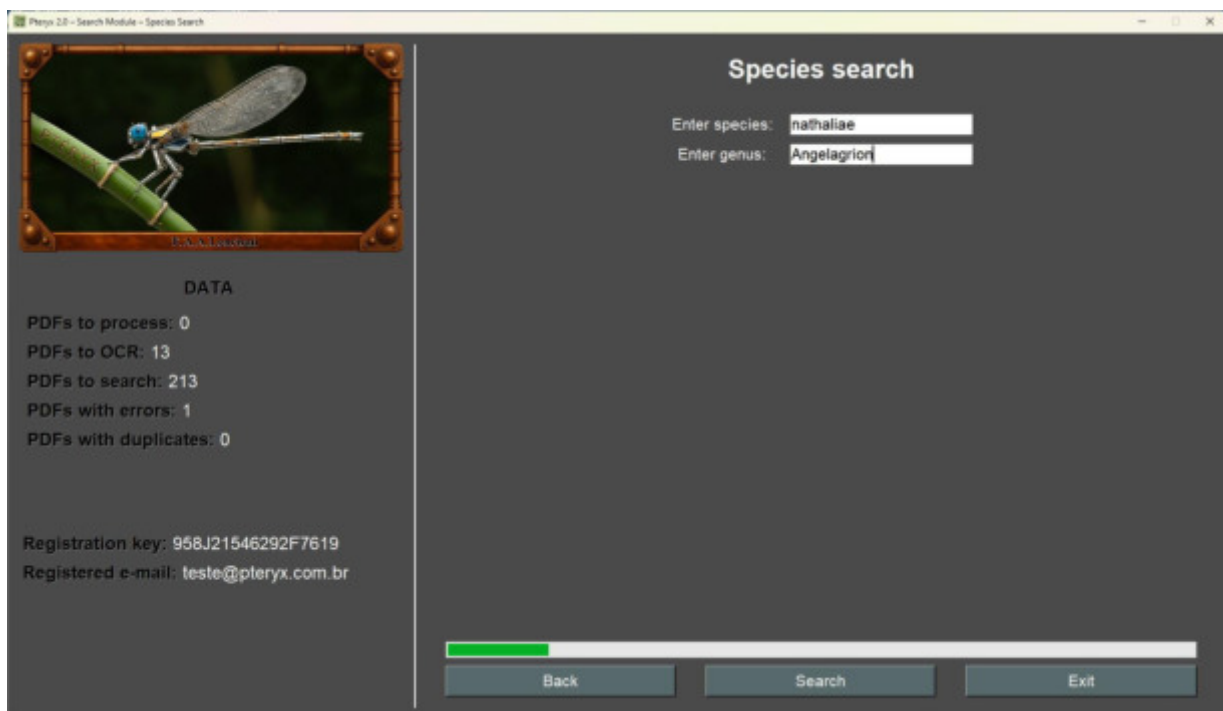 Pteryx 2.0 – Search Module – Species Search
DATA
PDFs to process: 0
PDFs to OCR: 13
PDFs to search: 213
PDFs with errors: 1
PDFs with duplicates: 0
Registration key: 958J21546292F7619
Registered e-mail: teste@pteryx.com.br
Species search
Enter species: nathaliae
Enter genus: Angelagrion
Back
Search
Exit